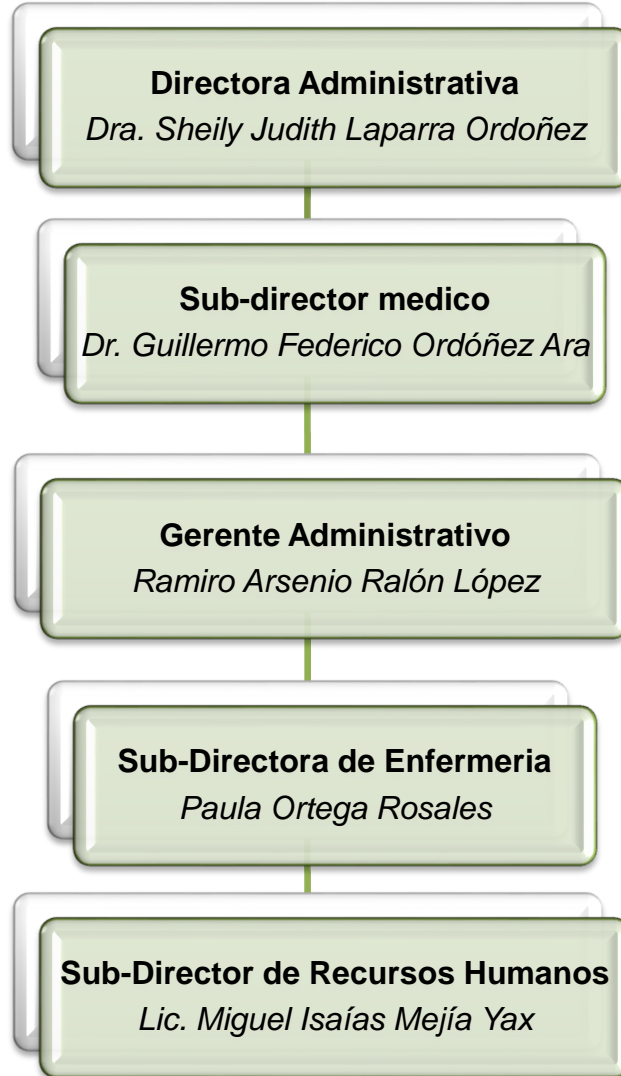 Directora Administrativa
Dra. Sheily Judith Laparra Ordoñez
Sub-director medico
Dr. Guillermo Federico Ordóñez Ara
Gerente Administrativo
Ramiro Arsenio Ralón López
Sub-Directora de Enfermeria
Paula Ortega Rosales
Sub-Director de Recursos Humanos
Lic. Miguel Isaías Mejía Yax